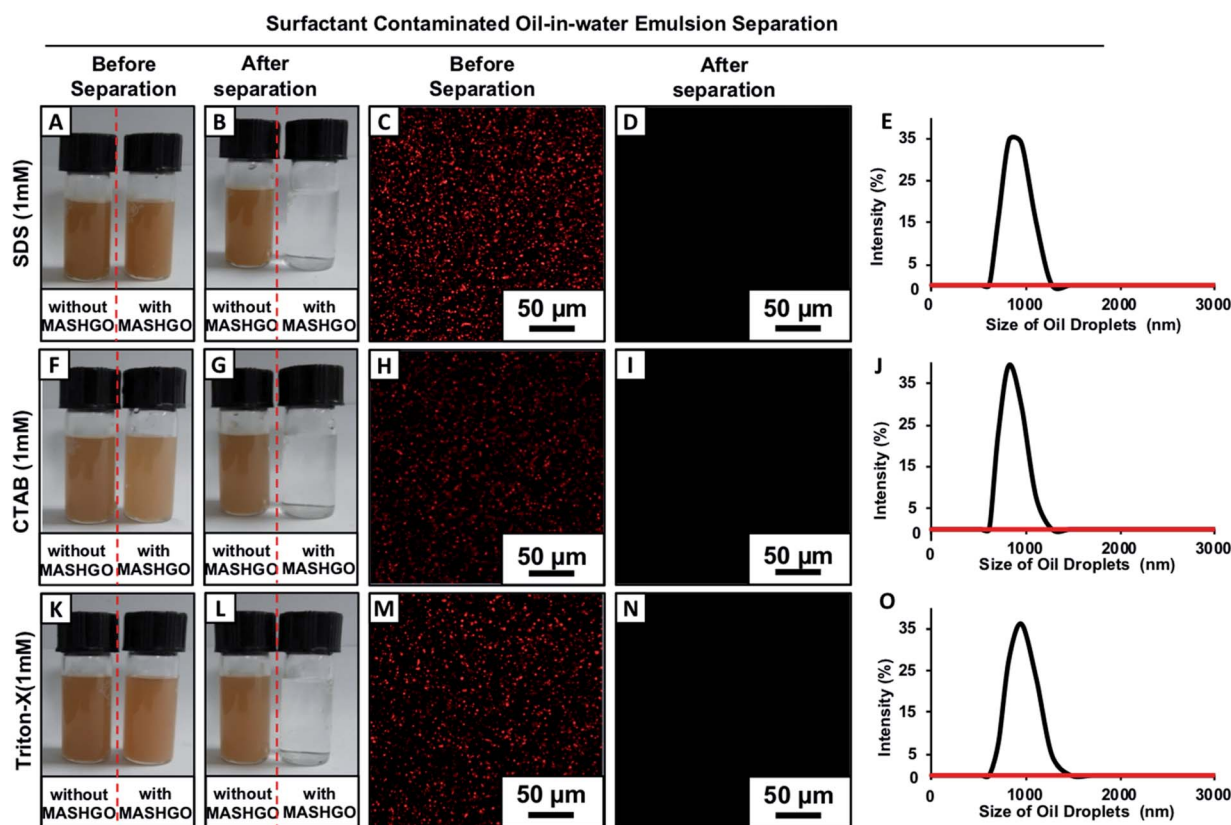 Surfactant Contaminated Oil-in-water Emulsion Separation
Before
Separation
After
separation
Before
Separation
After
separation
SDS (1mM)
A
without
MASHGO
with
MASHGO
B
without
MASHGO
with
MASHGO
C
50 µm
D
50 µm
E
Intensity (%)
35
25
15
5
0
0
1000
2000
3000
Size of Oil Droplets (nm)
CTAB (1mM)
F
without
MASHGO
with
MASHGO
G
without
MASHGO
with
MASHGO
H
50 µm
I
50 µm
J
Intensity (%)
35
25
15
5
0
0
1000
2000
3000
Size of Oil Droplets (nm)
Triton-X(1mM)
K
without
MASHGO
with
MASHGO
L
without
MASHGO
with
MASHGO
M
50 µm
N
50 µm
O
Intensity (%)
35
25
15
5
0
0
1000
2000
3000
Size of Oil Droplets (nm)